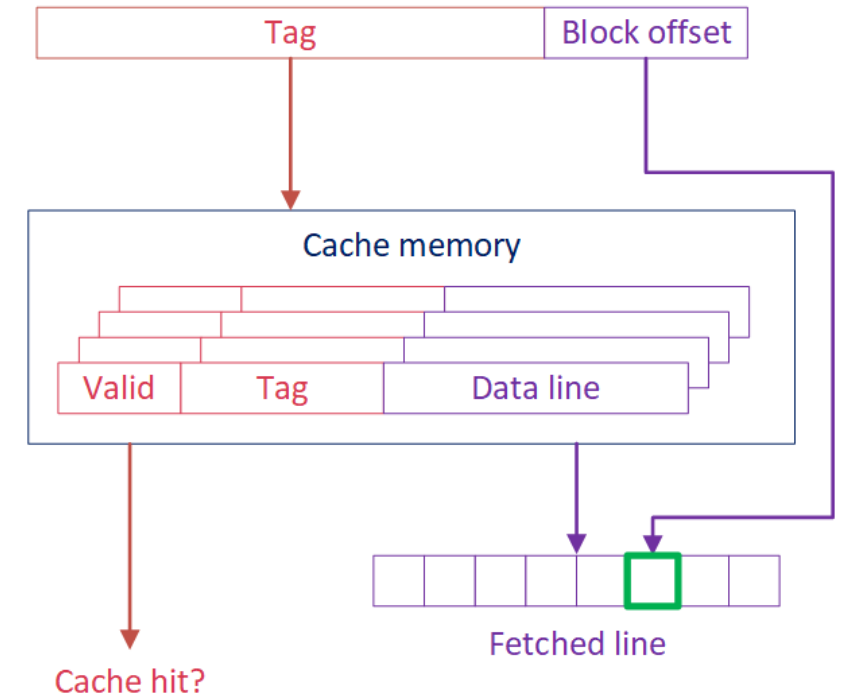 Tag Block offset
Cache memory
Valid Tag Data line
Fetched line
Cache hit?